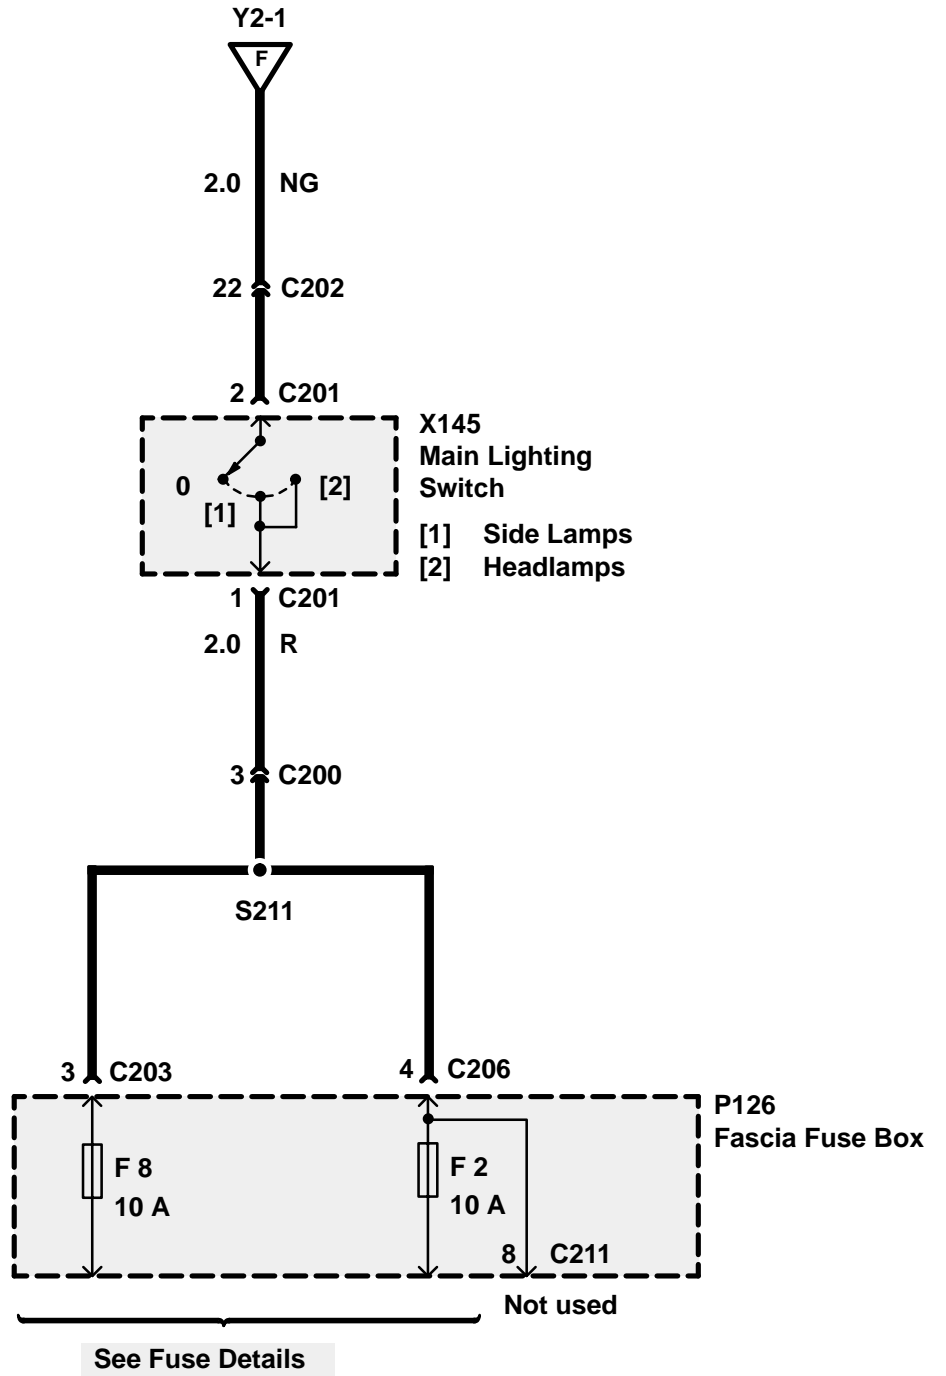 Y2-1
F
2.0 NG
22 C202
2 C201
X145
Main Lighting
Switch
0 [1] [2]
[1] Side Lamps
[2] Headlamps
1 C201
2.0 R
3 C200
S211
3 C203
4 C206
P126
Fascia Fuse Box
F 8
10 A
F 2
10 A
8 C211
Not used
See Fuse Details